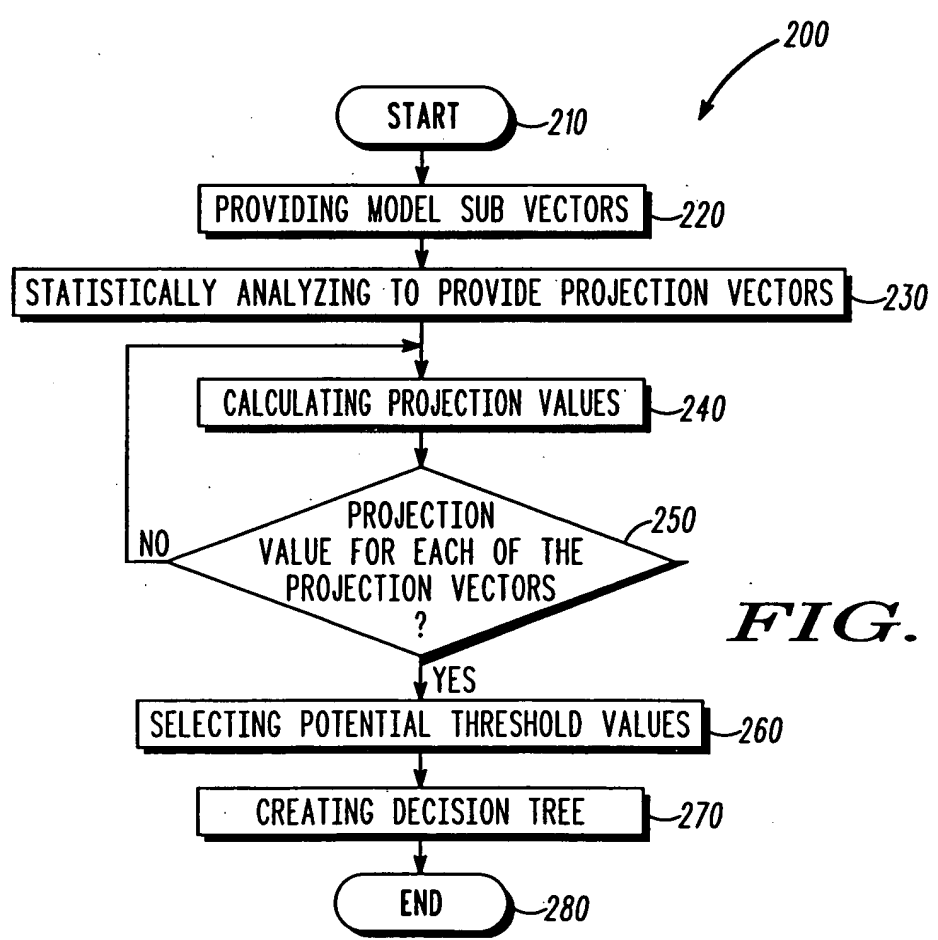 200
START
210
PROVIDING MODEL SUB VECTORS
220
STATISTICALLY ANALYZING TO PROVIDE PROJECTION VECTORS
230
CALCULATING PROJECTION VALUES
240
PROJECTION
VALUE FOR EACH OF THE
PROJECTION VECTORS
?
250
NO
FIG.
YES
SELECTING POTENTIAL THRESHOLD VALUES
260
CREATING DECISION TREE
270
END
280